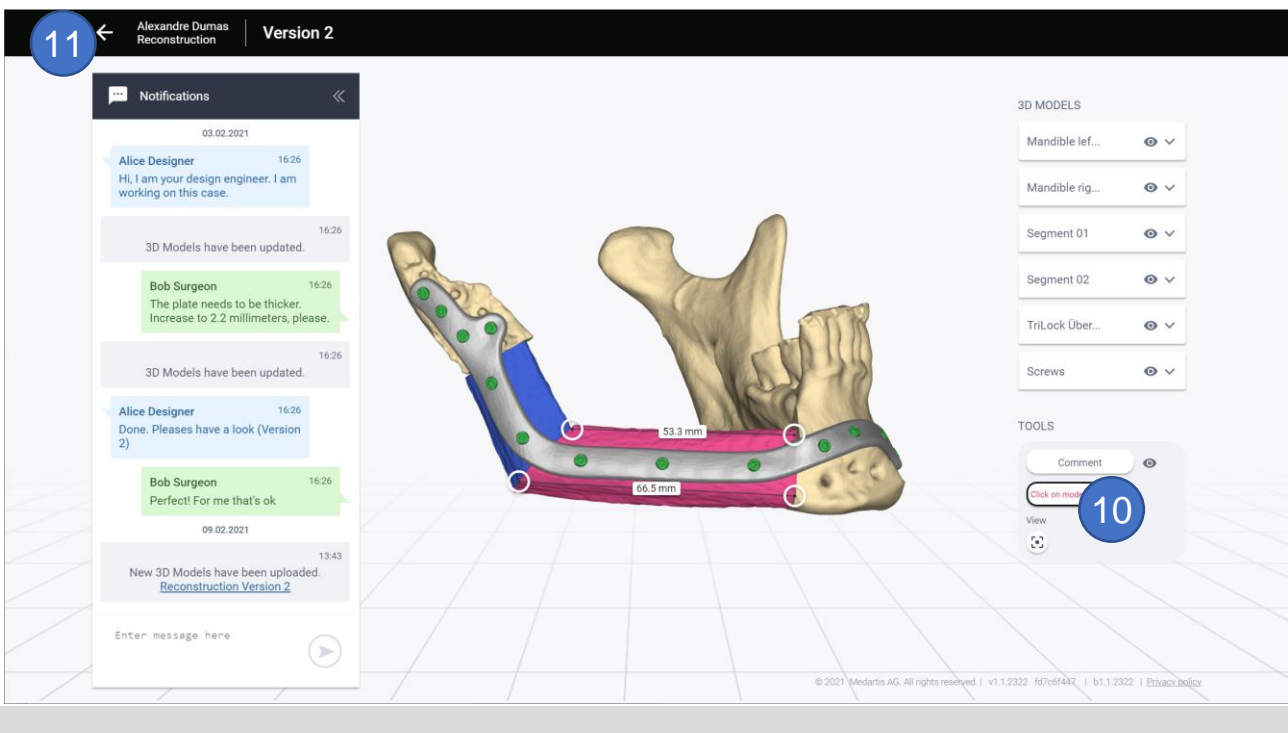 11
Alexandre Dumas
Reconstruction
Version 2
Notifications
03.02.2021
Alice Designer 16:26
Hi, I am your design engineer. I am
working on this case.
16:26
3D Models have been updated.
Bob Surgeon 16:26
The plate needs to be thicker.
Increase to 2.2 millimeters, please.
16:26
3D Models have been updated.
Alice Designer 16:26
Done. Pleases have a look (Version
2)
Bob Surgeon 16:26
Perfect! For me that's ok
09.02.2021
13:43
New 3D Models have been uploaded.
Reconstruction Version 2
Enter message here
53.3 mm
66.5 mm
3D MODELS
Mandible lef...
Mandible rig...
Segment 01
Segment 02
TriLock Über...
Screws
TOOLS
Comment
Click on mode
10
View
© 2021 Medartis AG. All rights reserved. | v1.1.2322 fd7c6f447 | b1.1.2322 | Privacy policy